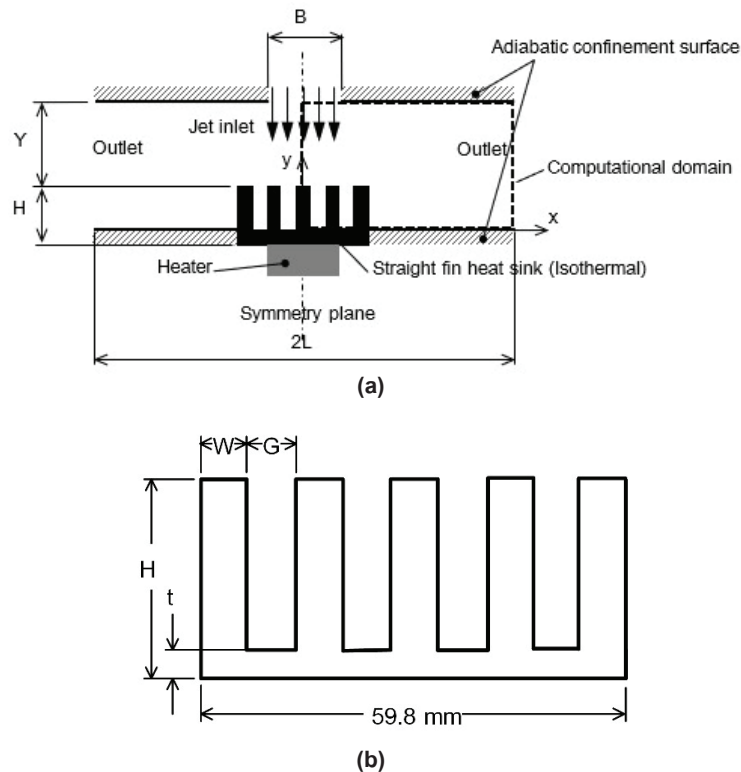 B
Adiabatic confinement surface
Jet inlet
Y
Outlet
y
Outlet
Computational domain
H
x
Heater
Straight fin heat sink (Isothermal)
Symmetry plane
2L
(a)
W
G
H
t
59.8 mm
(b)